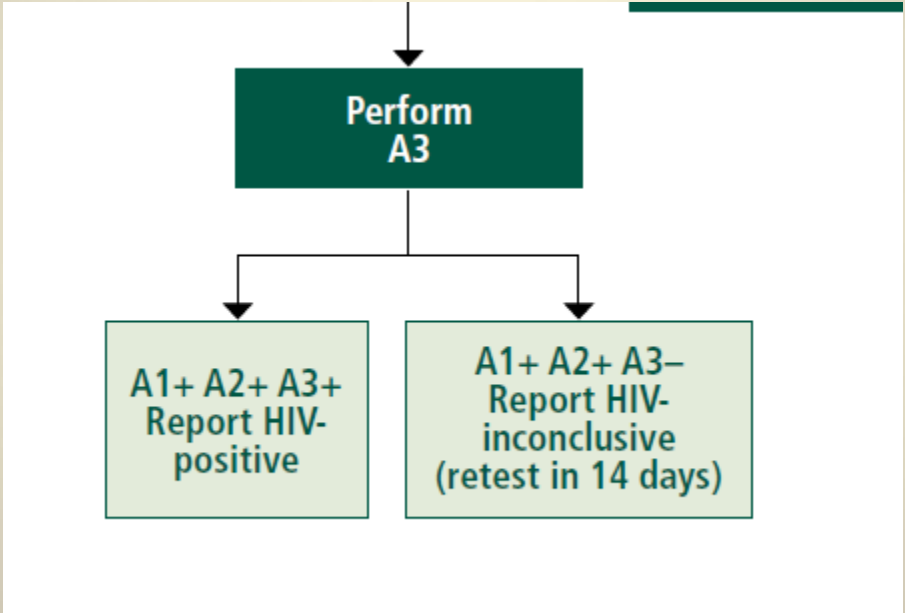 Perform
A3
A1+ A2+ A3+
Report HIV-
positive
A1+ A2+ A3–
Report HIV-
inconclusive
(retest in 14 days)